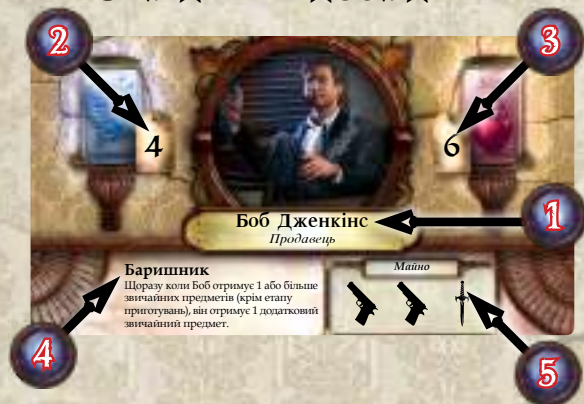 2
3
4
6
Боб Дженкінс
1
Продавець
Баришник
Щоразу коли Боб отримує 1 або більше
звичайних предметів (крім етапу
приготувань), він отримує 1 додатковий
звичайний предмет.
Майно
4
5